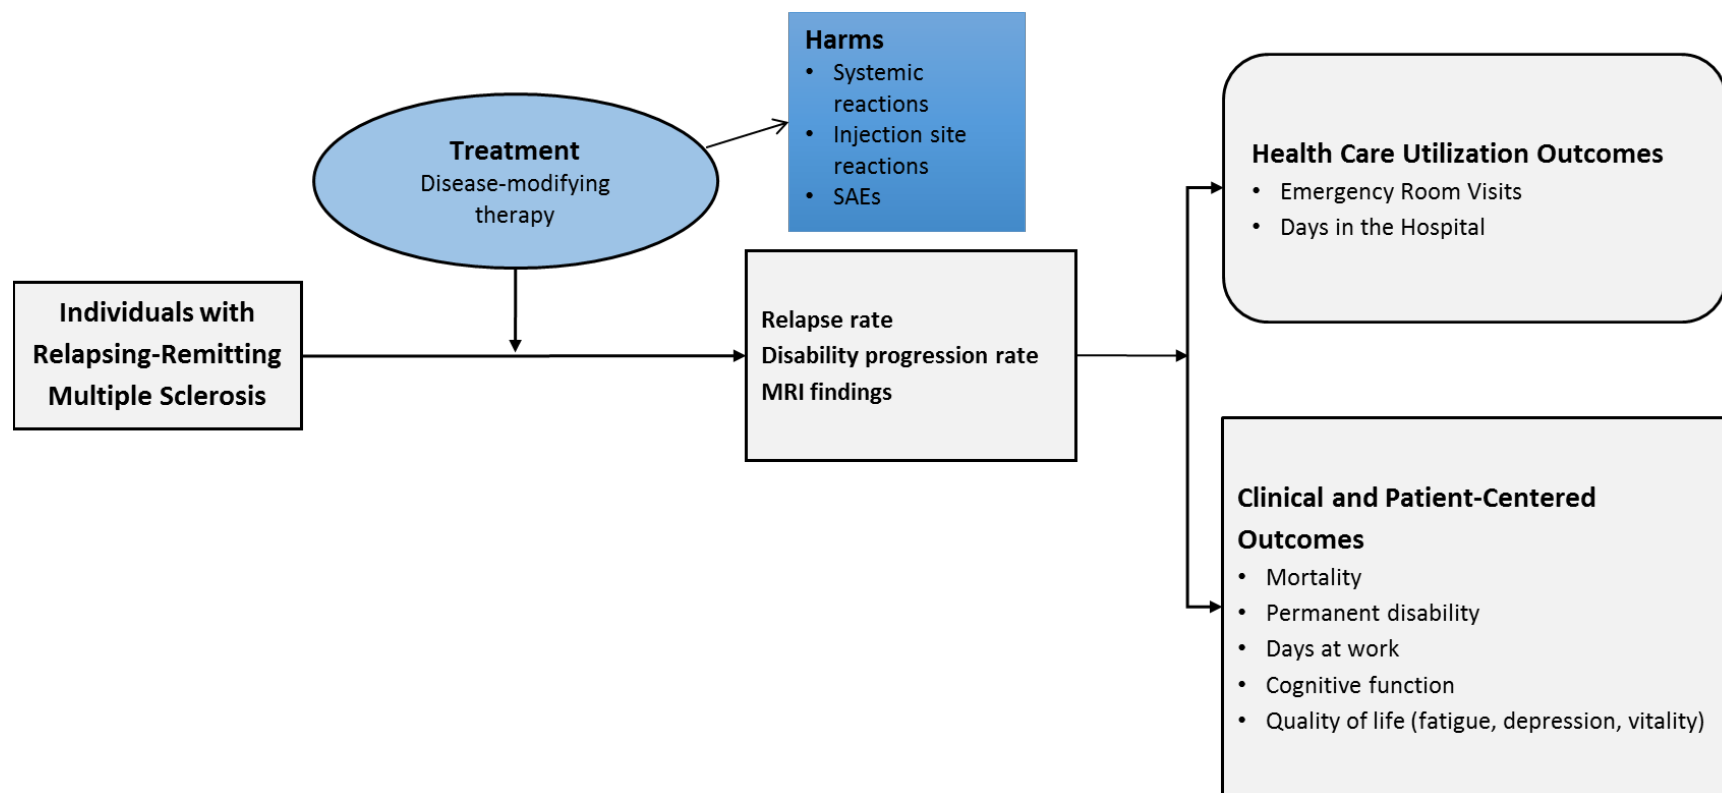 Harms
• Systemic
reactions
• Injection site
reactions
• SAEs
Treatment
Disease-modifying
therapy
Individuals with
Relapsing-Remitting
Multiple Sclerosis
Relapse rate
Disability progression rate
MRI findings
Health Care Utilization Outcomes
• Emergency Room Visits
• Days in the Hospital
Clinical and Patient-Centered
Outcomes
• Mortality
• Permanent disability
• Days at work
• Cognitive function
• Quality of life (fatigue, depression, vitality)